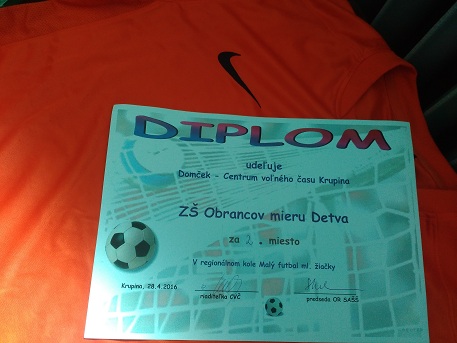 DIPLOM
udeľuje
Domček - Centrum voľného času Krupina
ZŠ Obrancov mieru Detva
za 2. miesto
V regionálnom kole Malý futbal ml. žiačky
Krupina, 28.4.2016
riaditeľka CVČ
predseda OR SAŠŠ